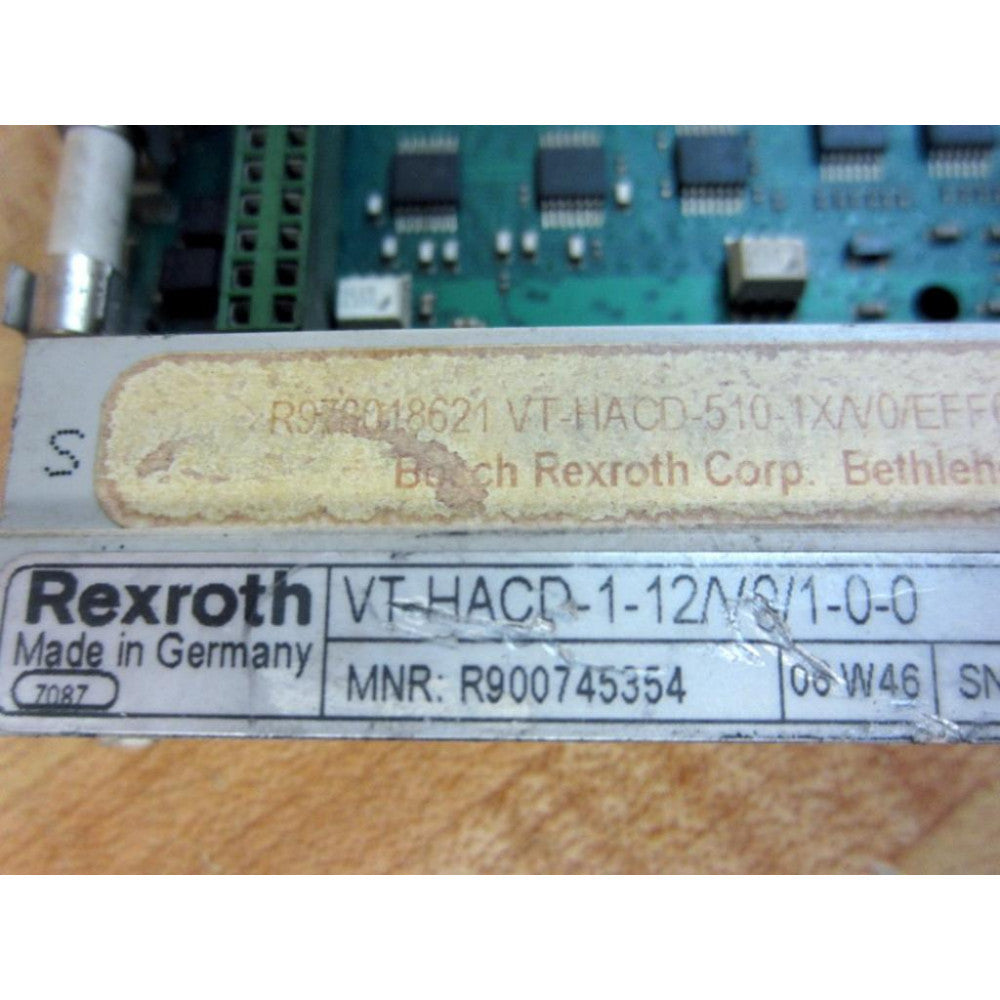 S
R978018621 VT-HACD-510-1X/V0/EFF
Bosch Rexroth Corp. Bethleh
Rexroth
Made in Germany
7087
VT-HACD-1-12/V0/1-0-0
MNR: R900745354
06 W46
SN